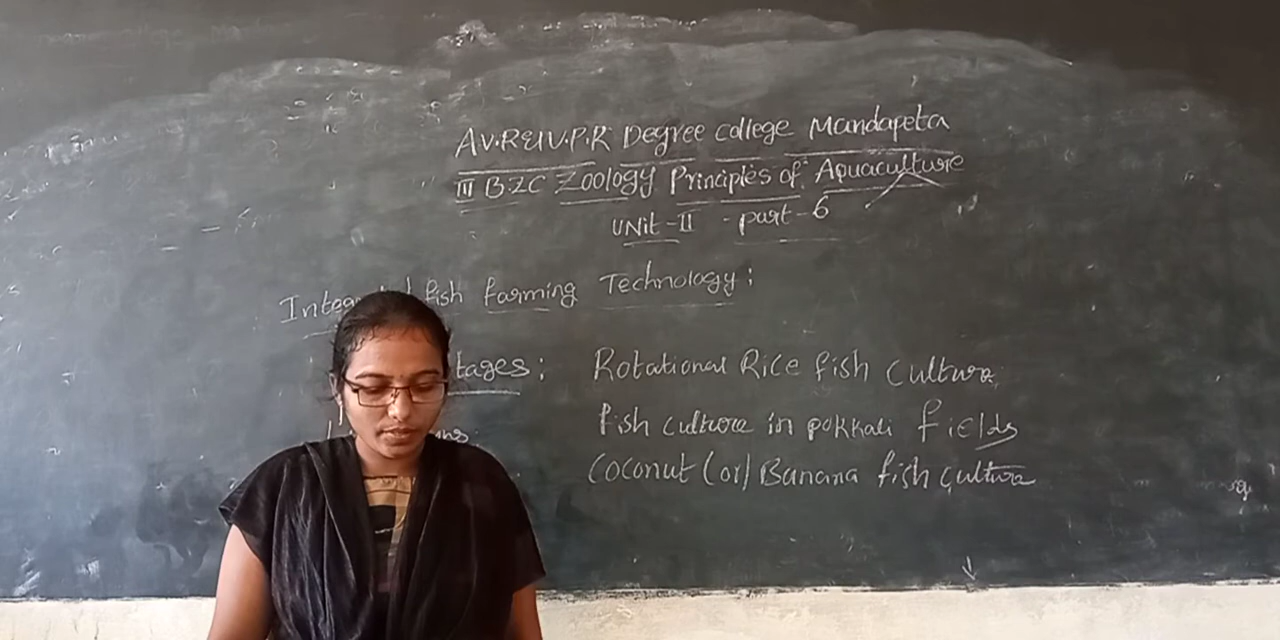 A.V.R&V.P.R Degree college Mandapeta
III B.Z.C Zoology Principles of Aquaculture
UNit-II - part-6
fish farming Technology:
tages: Rotational Rice fish culture
fish culture in pokkali fields
Coconut (or) Banana fish culture